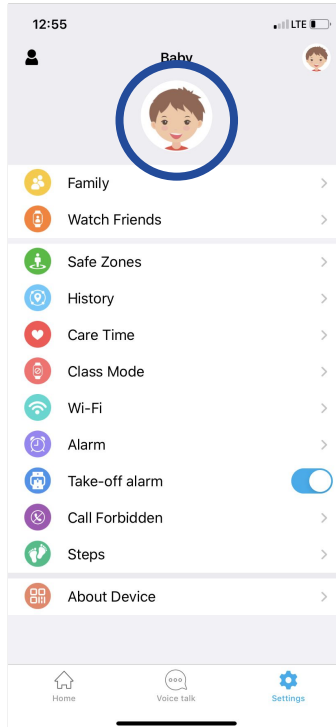 12:55
LTE
Baby
Family
Watch Friends
Safe Zones
History
Care Time
Class Mode
Wi-Fi
Alarm
Take-off alarm
Call Forbidden
Steps
About Device
Home
Voice talk
Settings